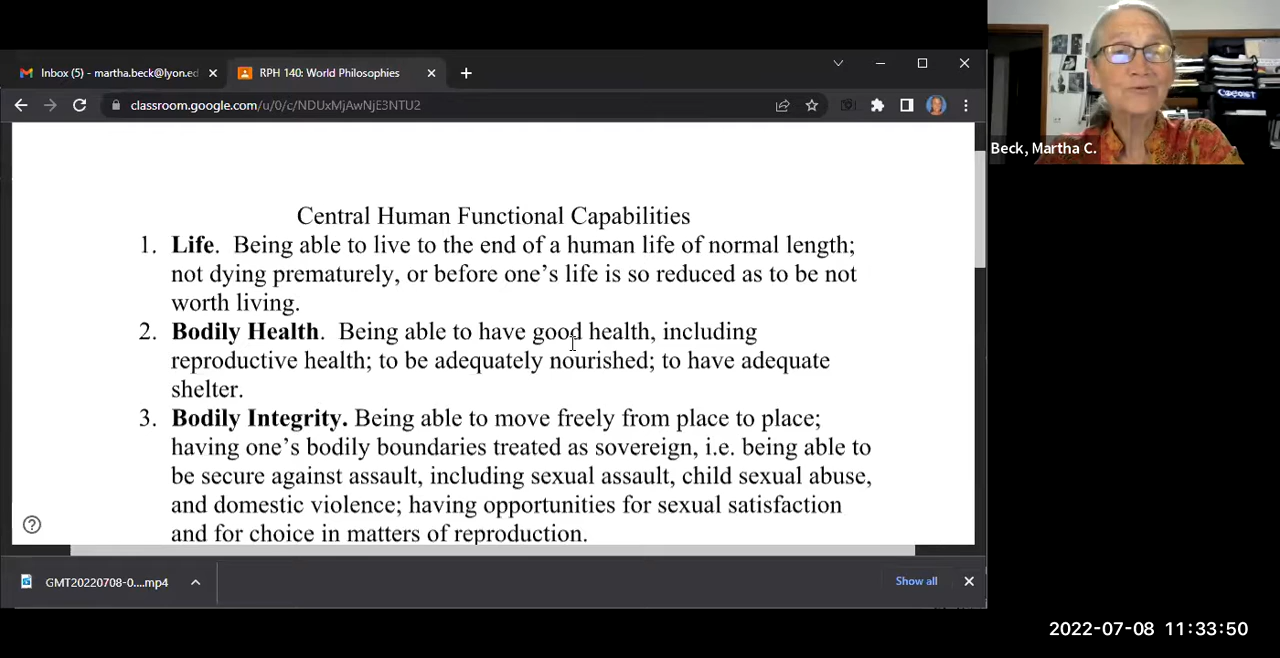 Inbox (5) - martha.beck@lyon.ed
RPH 140: World Philosophies
classroom.google.com/u/0/c/NDUxMjAwNjE3NTU2
Beck, Martha C.
Central Human Functional Capabilities
1. Life. Being able to live to the end of a human life of normal length;
not dying prematurely, or before one’s life is so reduced as to be not
worth living.
2. Bodily Health. Being able to have good health, including
reproductive health; to be adequately nourished; to have adequate
shelter.
3. Bodily Integrity. Being able to move freely from place to place;
having one’s bodily boundaries treated as sovereign, i.e. being able to
be secure against assault, including sexual assault, child sexual abuse,
and domestic violence; having opportunities for sexual satisfaction
and for choice in matters of reproduction.
GMT20220708-0....mp4
Show all
2022-07-08 11:33:50